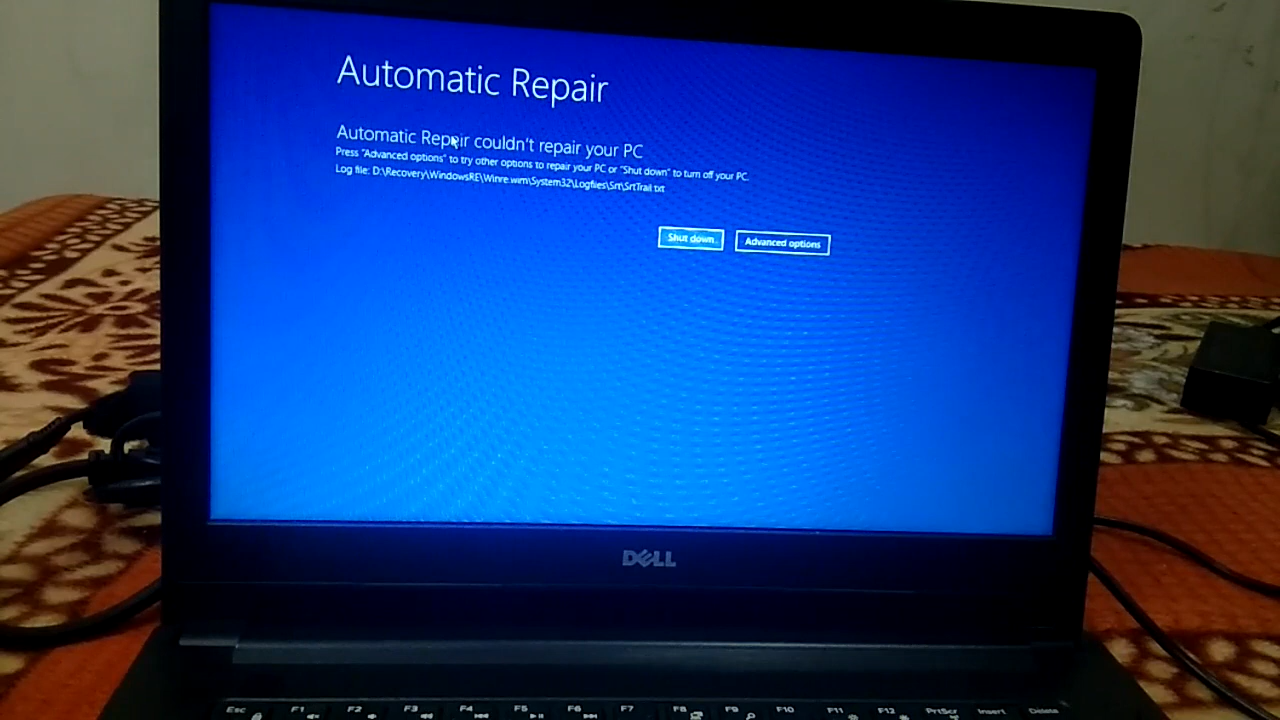 Automatic Repair
Automatic Repair couldn't repair your PC
Press "Advanced options" to try other options to repair your PC or "Shut down" to turn off your PC.
Log file: D:\Recovery\WindowsRE\Winre.wim\System32\Logfiles\Srt\SrtTrail.txt
Shut down
Advanced options
DELL
Esc F1 F2 F3 F4 F5 F6 F7 F8 F9 F10 F11 F12 PrtScr Insert Delete